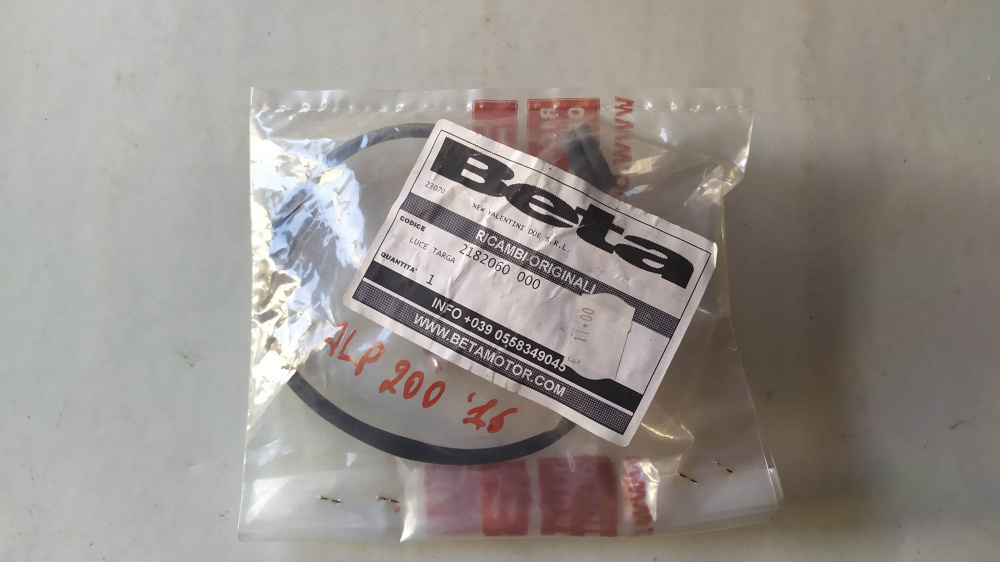 Beta
23070
NEW VALENTINI DUE S.R.L.
RICAMBI ORIGINALI
CODICE
2182060 000
LUCE TARGA
QUANTITA'
1
11.00
INFO +039 0558349045
WWW.BETAMOTOR.COM
ALP 200 '16
www